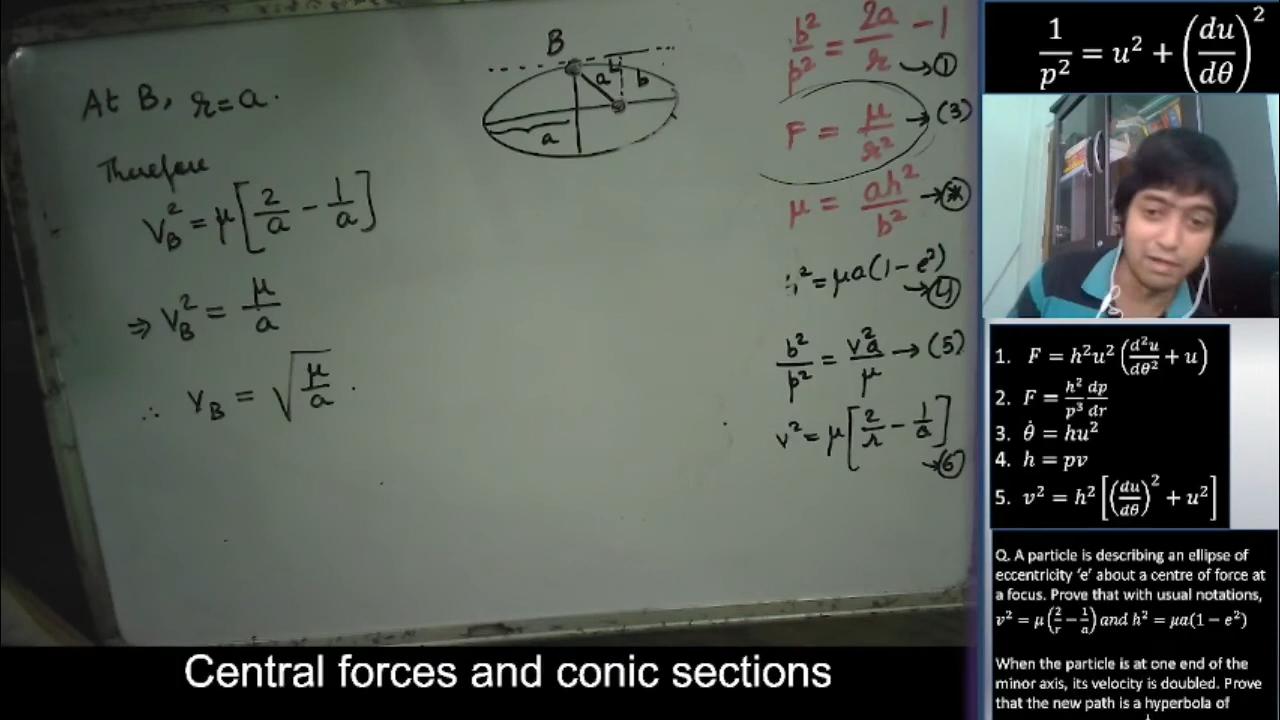 At B, r = a.
Therefore
V_B² = μ[2/a − 1/a]
⇒ V_B² = μ/a
∴ V_B = √(μ/a).
B
a
b
a
b²/p² = 2a/r − 1 → ①
F = μ/r² → (3)
μ = ah²/b² → (*)
² = μa(1 − e²) → (4)
b²/p² = v²a/μ → (5)
v² = μ[2/r − 1/a] → (6)
1/p² = u² + (du/dθ)²
1. F = h²u² (d²u/dθ² + u)
2. F = h²/p³ dp/dr
3. θ̇ = hu²
4. h = pv
5. v² = h² [(du/dθ)² + u²]
Q. A particle is describing an ellipse of
eccentricity 'e' about a centre of force at
a focus. Prove that with usual notations,
v² = μ(2/r − 1/a) and h² = μa(1 − e²)
When the particle is at one end of the
minor axis, its velocity is doubled. Prove
that the new path is a hyperbola of
Central forces and conic sections